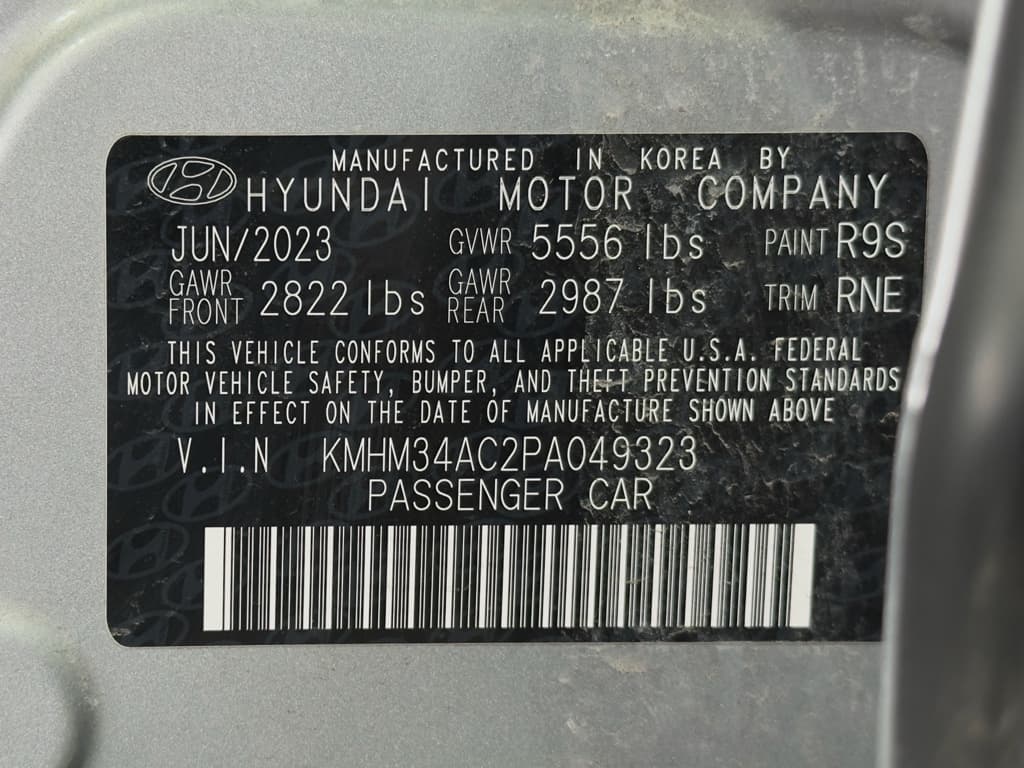 MANUFACTURED IN KOREA BY
HYUNDAI MOTOR COMPANY
JUN/2023 GVWR 5556 lbs PAINT R9S
GAWR FRONT 2822 lbs GAWR REAR 2987 lbs TRIM RNE
THIS VEHICLE CONFORMS TO ALL APPLICABLE U.S.A. FEDERAL
MOTOR VEHICLE SAFETY, BUMPER, AND THEFT PREVENTION STANDARDS
IN EFFECT ON THE DATE OF MANUFACTURE SHOWN ABOVE
V.I.N KMHM34AC2PA049323
PASSENGER CAR